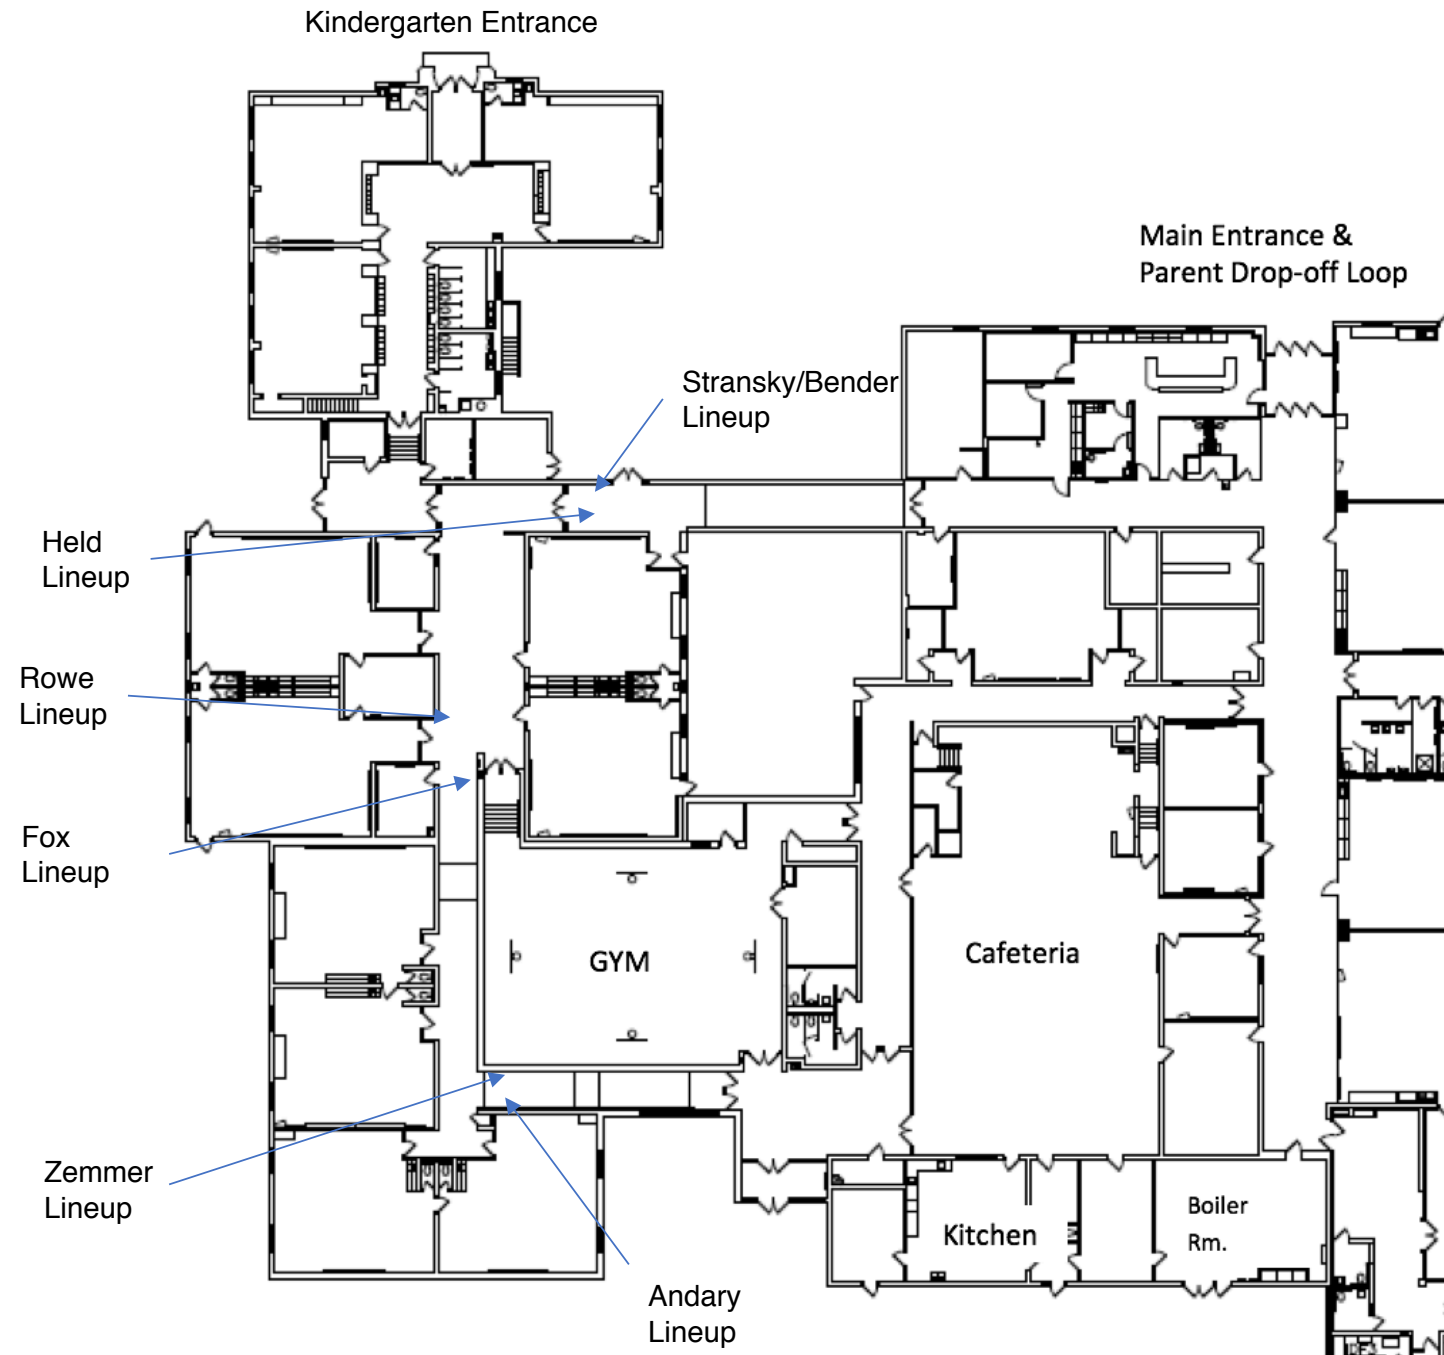 Kindergarten Entrance
Main Entrance &
Parent Drop-off Loop
Stransky/Bender
Lineup
Held
Lineup
Rowe
Lineup
Fox
Lineup
GYM
Cafeteria
Zemmer
Lineup
Kitchen
Boiler
Rm.
Andary
Lineup